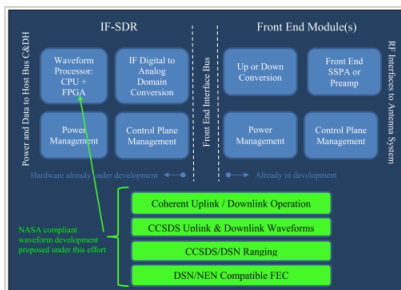 IF-SDR
Front End Module(s)
Power and Data to Host Bus C&DH
Waveform
Processor:
CPU +
FPGA
IF Digital to
Analog
Domain
Conversion
Power
Management
Control Plane
Management
Front End Interface Bus
Up or Down
Conversion
Front End
SSPA or
Preamp
Power
Management
Control Plane
Management
RF Interfaces to Antenna System
Hardware already under development
Already in development
NASA compliant
waveform development
proposed under this effort
Coherent Uplink / Downlink Operation
CCSDS Uplink & Downlink Waveforms
CCSDS/DSN Ranging
DSN/NEN Compatible FEC